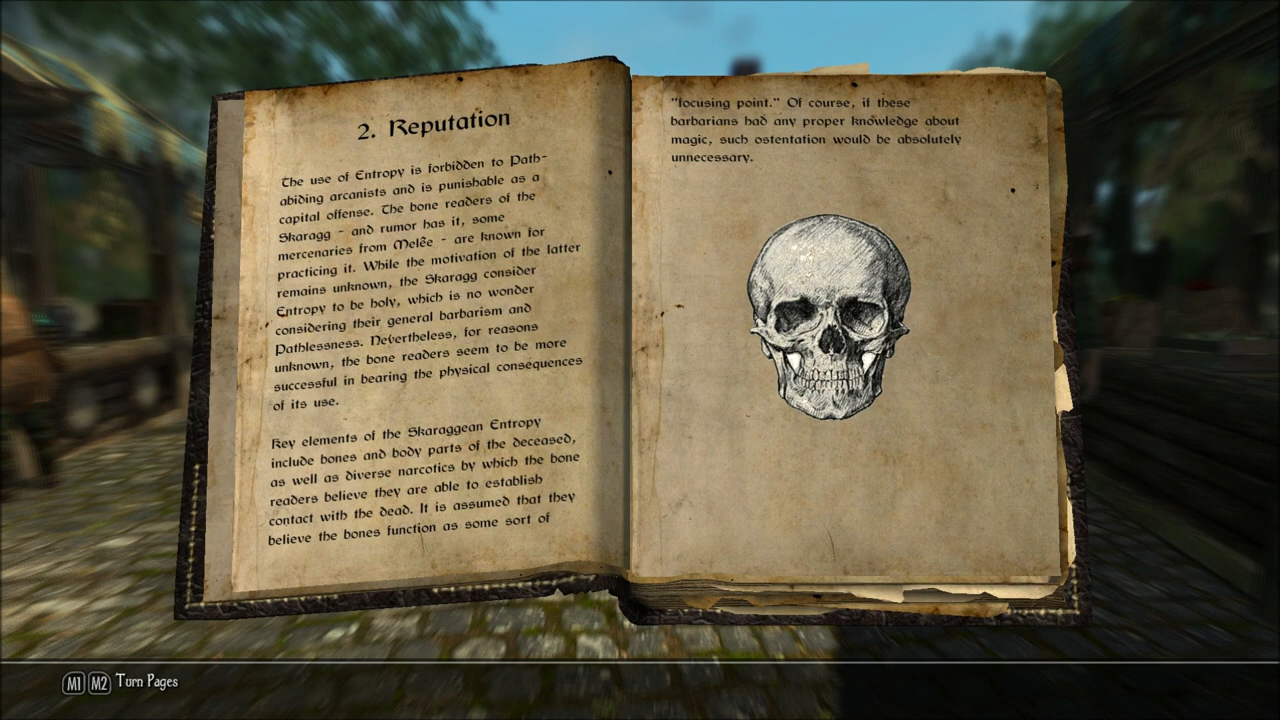 2. Reputation
The use of Entropy is forbidden to Path-
abiding arcanists and is punishable as a
capital offense. The bone readers of the
Skaragg - and rumor has it, some
mercenaries from Melêe - are known for
practicing it. While the motivation of the latter
remains unknown, the Skaragg consider
Entropy to be holy, which is no wonder
considering their general barbarism and
Pathlessness. Nevertheless, for reasons
unknown, the bone readers seem to be more
successful in bearing the physical consequences
of its use.
Key elements of the Skaraggean Entropy
include bones and body parts of the deceased,
as well as diverse narcotics by which the bone
readers believe they are able to establish
contact with the dead. It is assumed that they
believe the bones function as some sort of
"focusing point." Of course, if these
barbarians had any proper knowledge about
magic, such ostentation would be absolutely
unnecessary.
M1 M2 Turn Pages